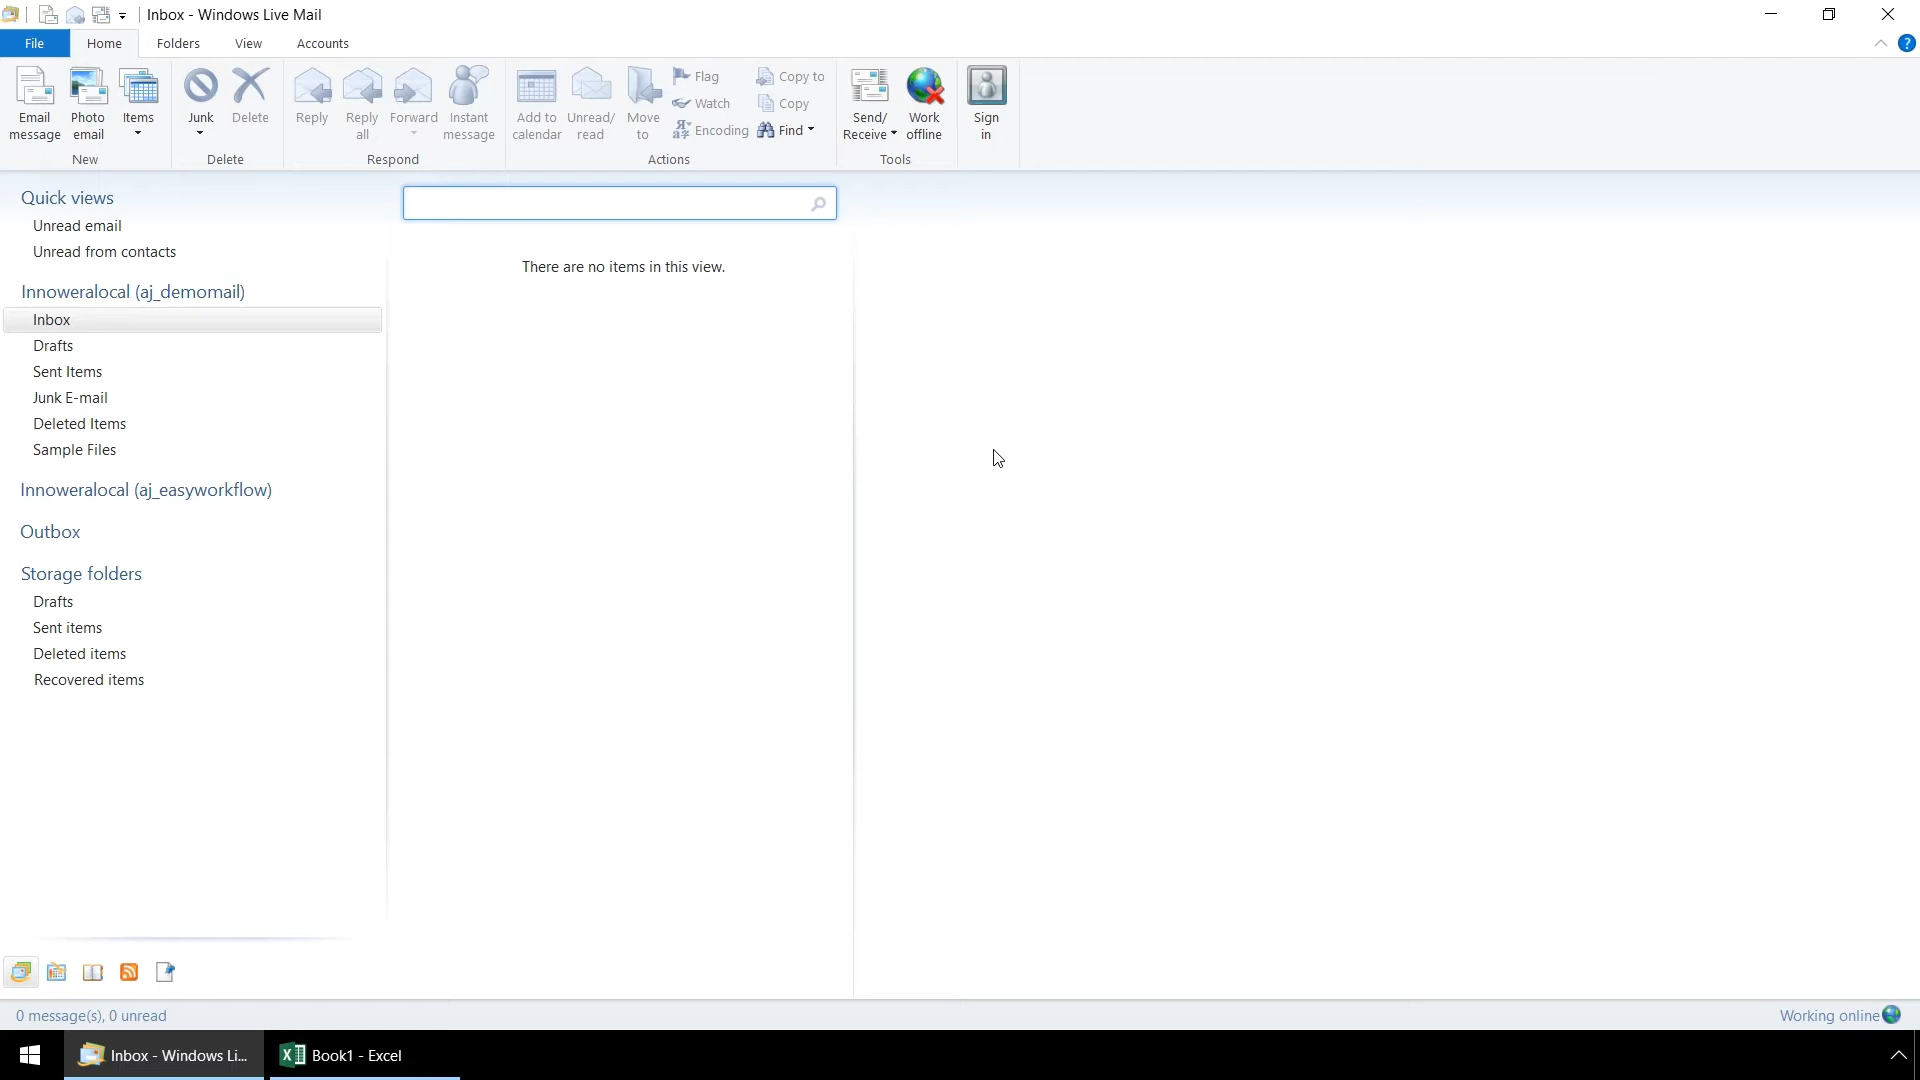 Inbox - Windows Live Mail
File Home Folders View Accounts
?
Email message
Photo email
Items
New
Junk
Delete
Delete
Reply
Reply all
Forward
Instant message
Respond
Add to calendar
Unread/ read
Move to
Flag
Watch
Encoding
Copy to
Copy
Find
Actions
Send/ Receive
Work offline
Tools
Sign in
Quick views
Unread email
Unread from contacts
Innoweralocal (aj_demomail)
Inbox
Drafts
Sent Items
Junk E-mail
Deleted Items
Sample Files
Innoweralocal (aj_easyworkflow)
Outbox
Storage folders
Drafts
Sent items
Deleted items
Recovered items
There are no items in this view.
0 message(s), 0 unread
Working online
Inbox - Windows Li...
Book1 - Excel